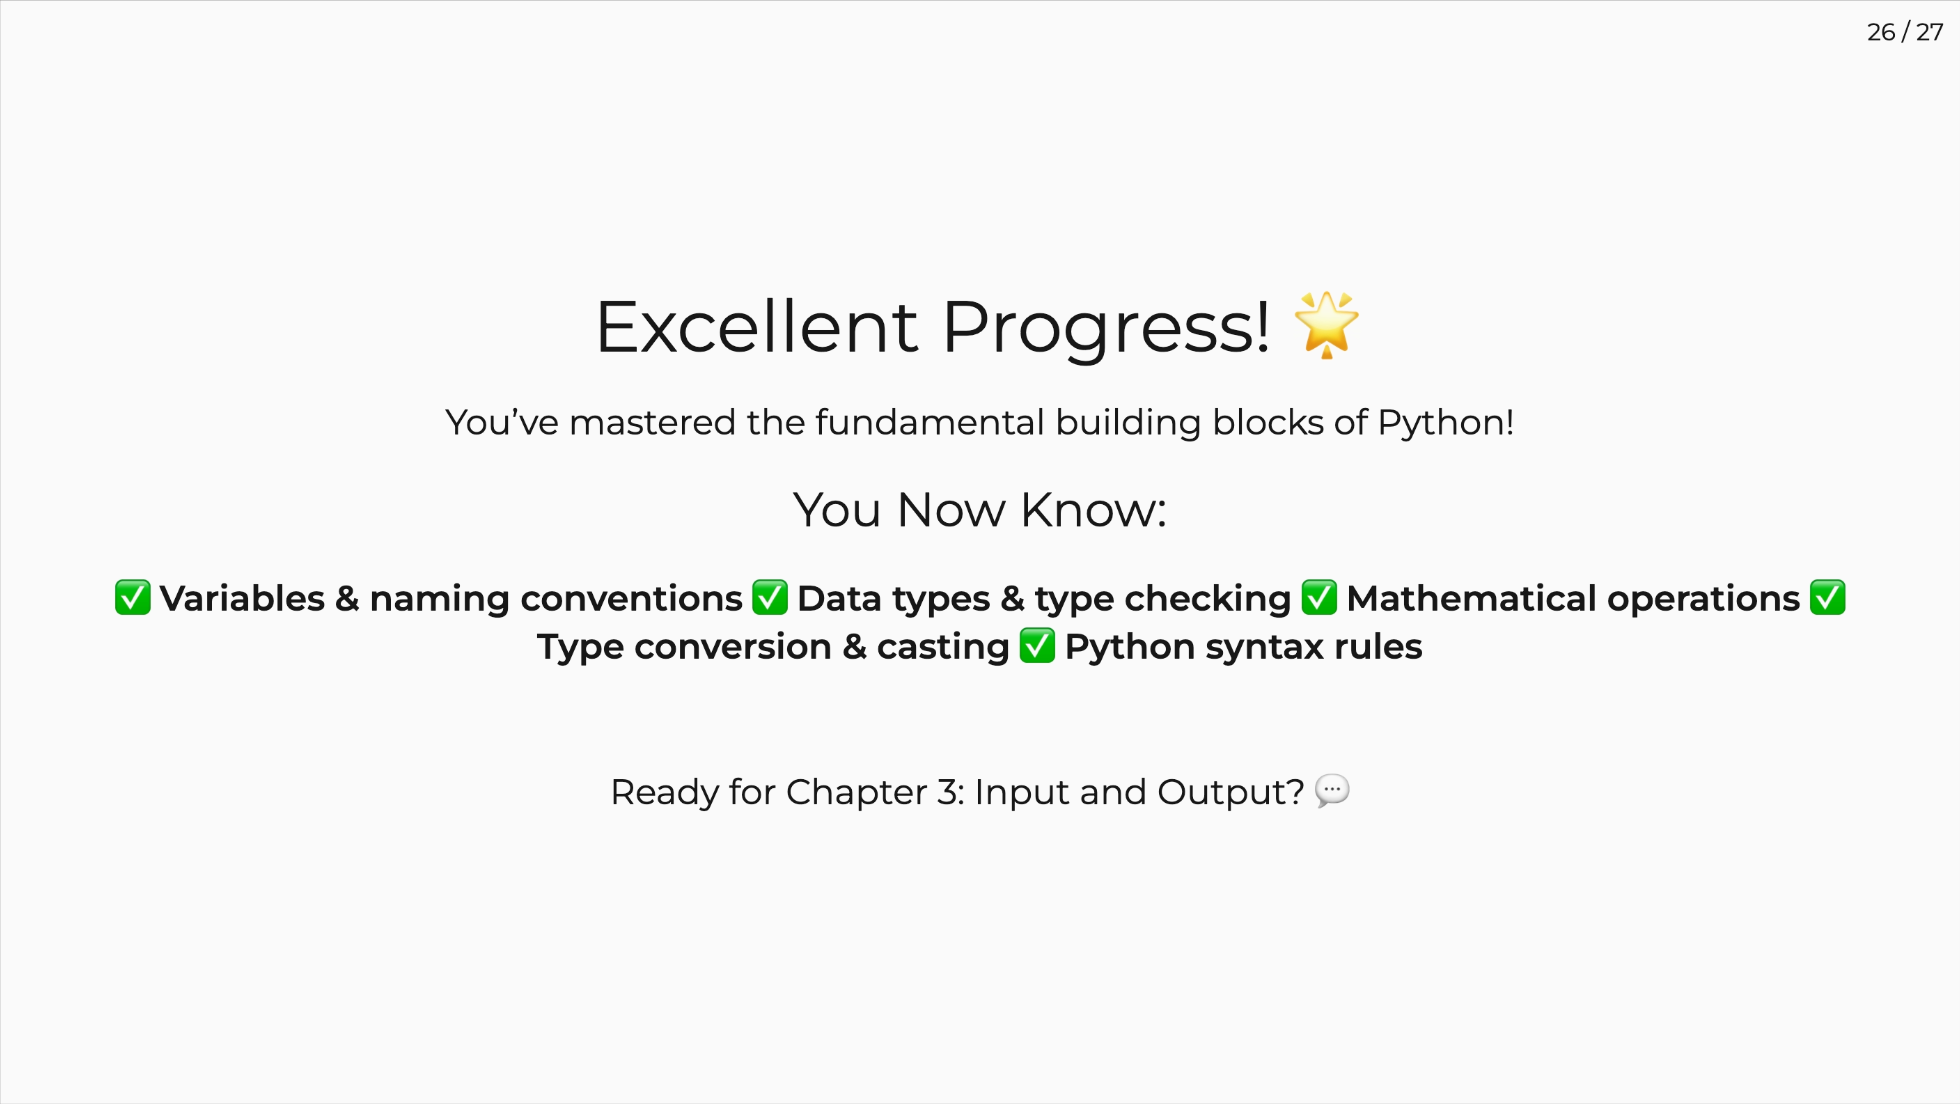 26 / 27
Excellent Progress! 🌟
You’ve mastered the fundamental building blocks of Python!
You Now Know:
✅ Variables & naming conventions ✅ Data types & type checking ✅ Mathematical operations ✅
Type conversion & casting ✅ Python syntax rules
Ready for Chapter 3: Input and Output? 💬